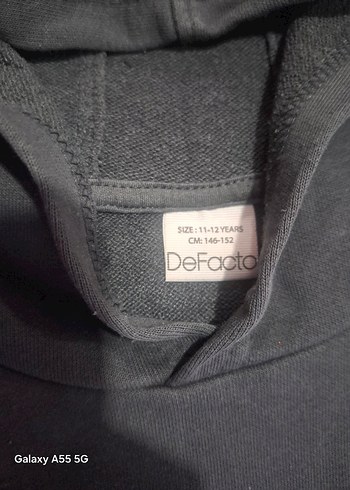 SIZE : 11-12 YEARS
CM: 146-152
DeFacto
Galaxy A55 5G